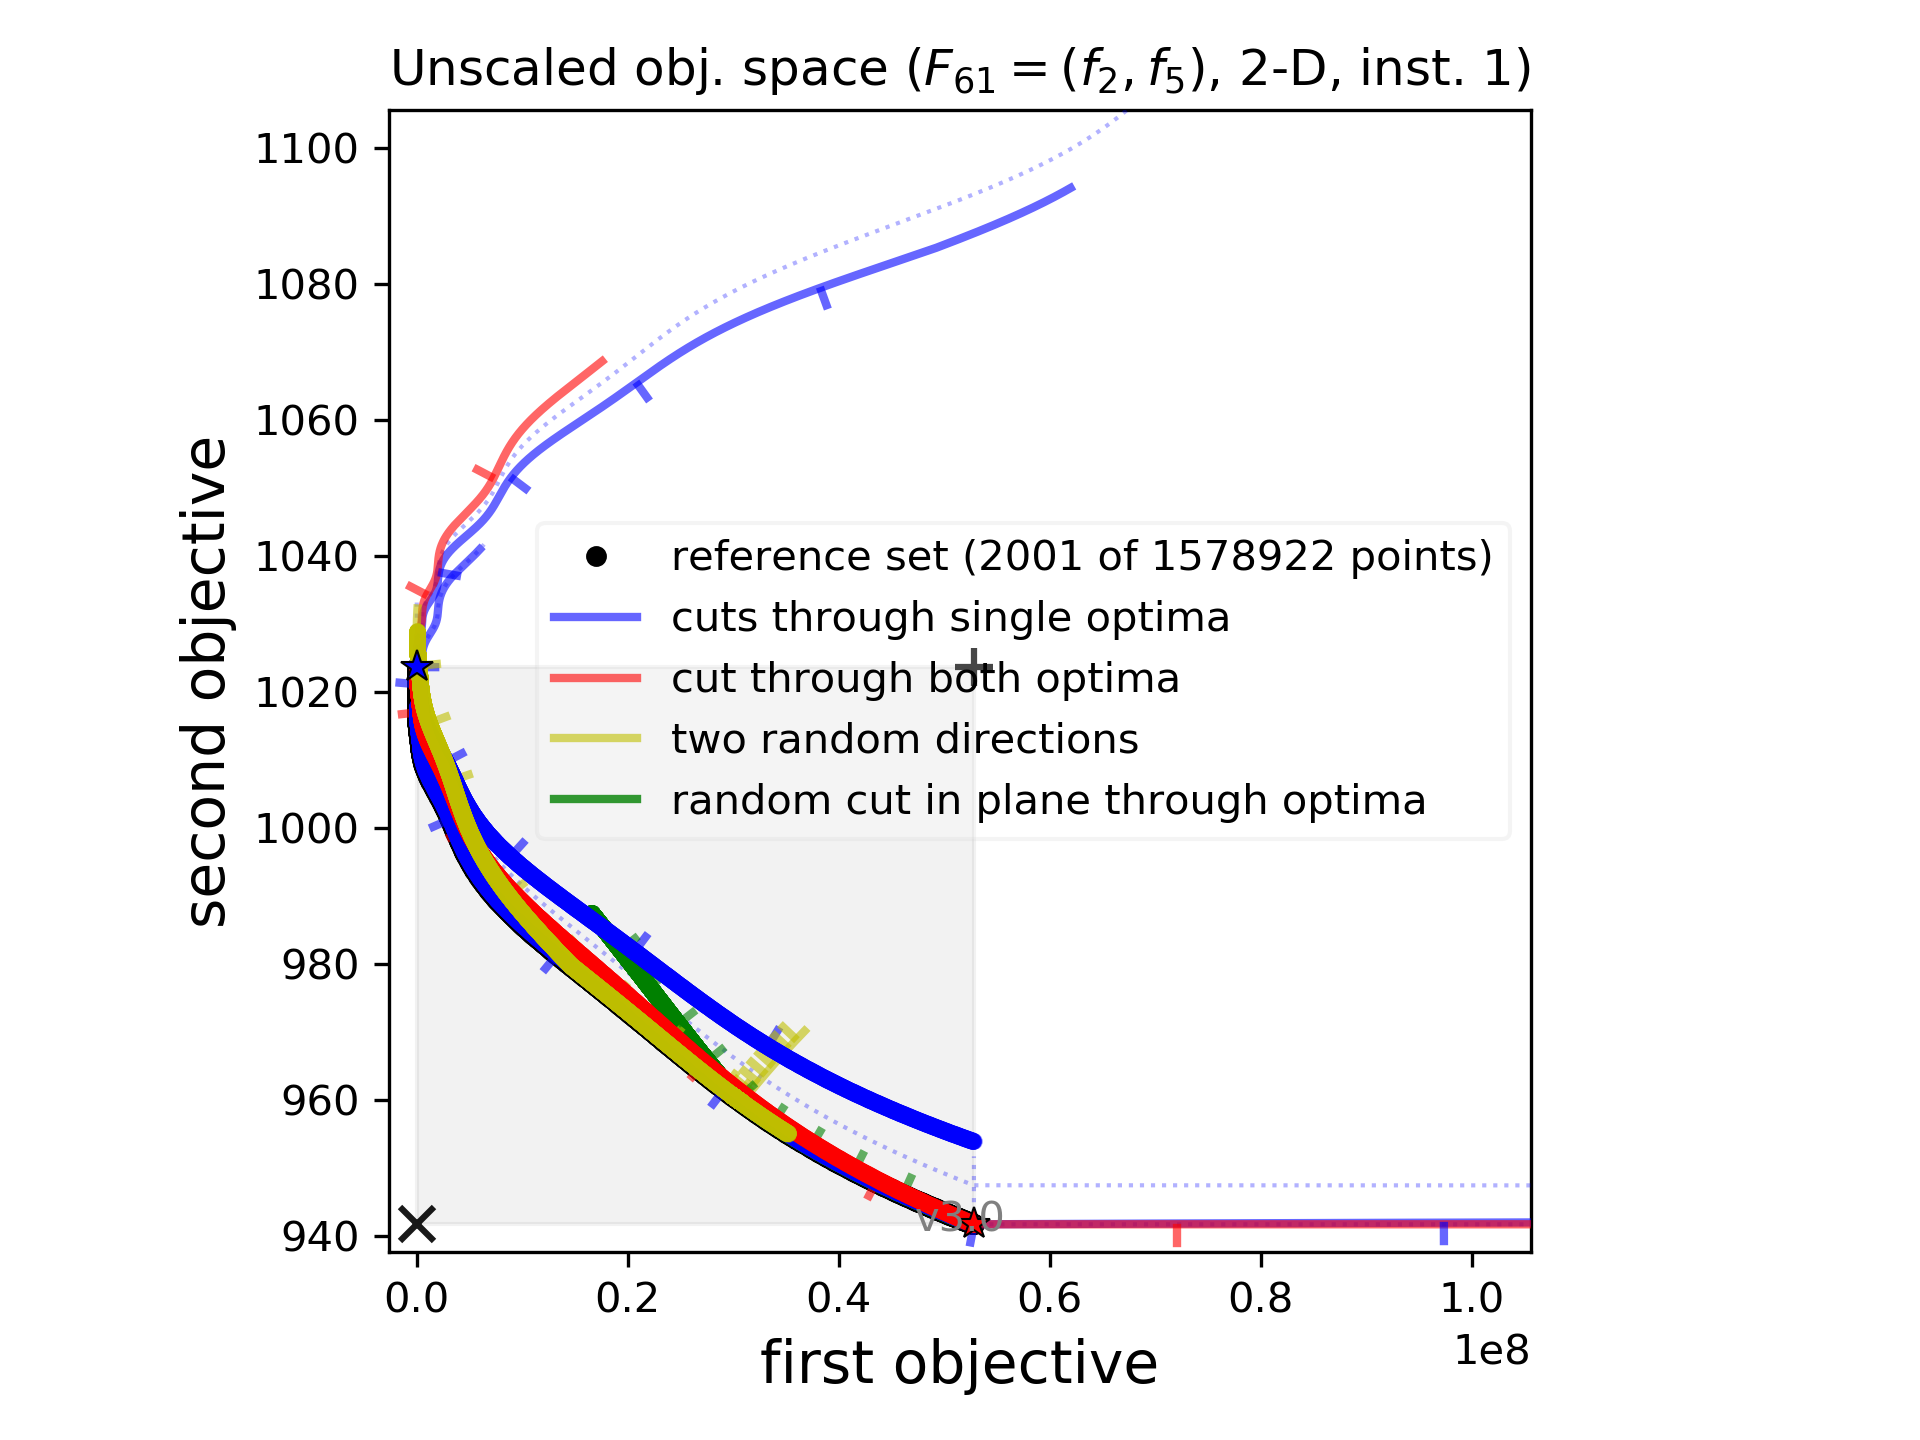 Unscaled obj. space (F₆₁ = (f₂, f₅), 2-D, inst. 1)
1100
1080
1060
1040
1020
1000
980
960
940
second objective
reference set (2001 of 1578922 points)
cuts through single optima
cut through both optima
two random directions
random cut in plane through optima
v3.0
0.0 0.2 0.4 0.6 0.8 1.0
1e8
first objective